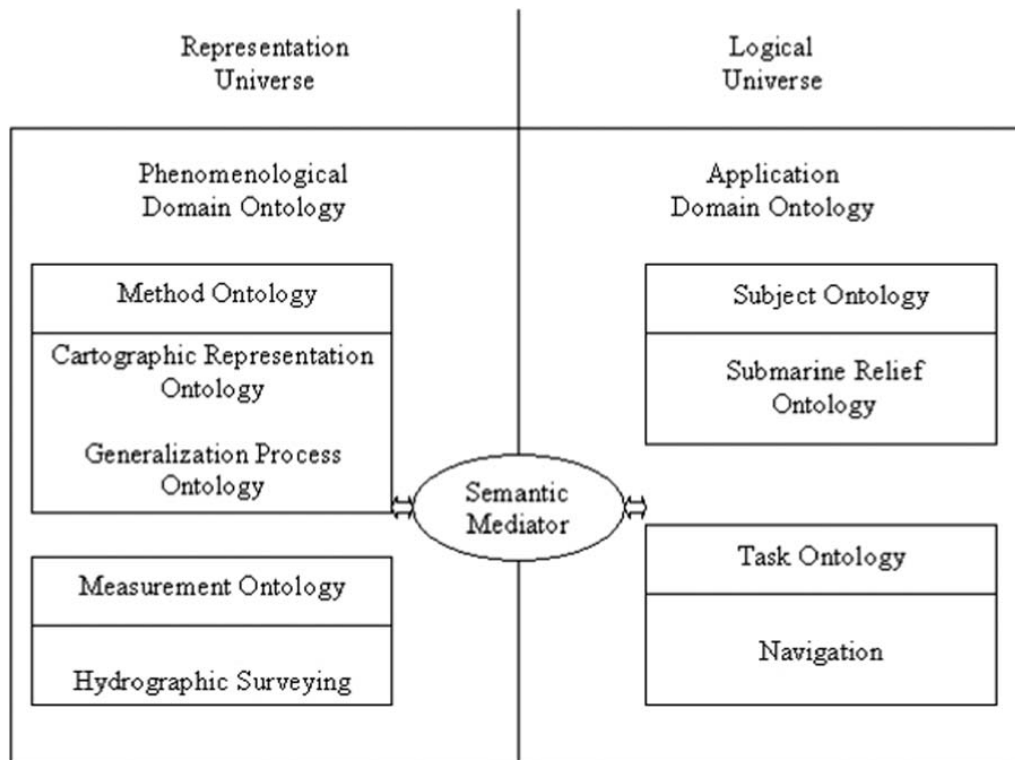 Representation
Universe
Logical
Universe
Phenomenological
Domain Ontology
Application
Domain Ontology
Method Ontology
Cartographic Representation
Ontology
Generalization Process
Ontology
Measurement Ontology
Hydrographic Surveying
Semantic
Mediator
Subject Ontology
Submarine Relief
Ontology
Task Ontology
Navigation